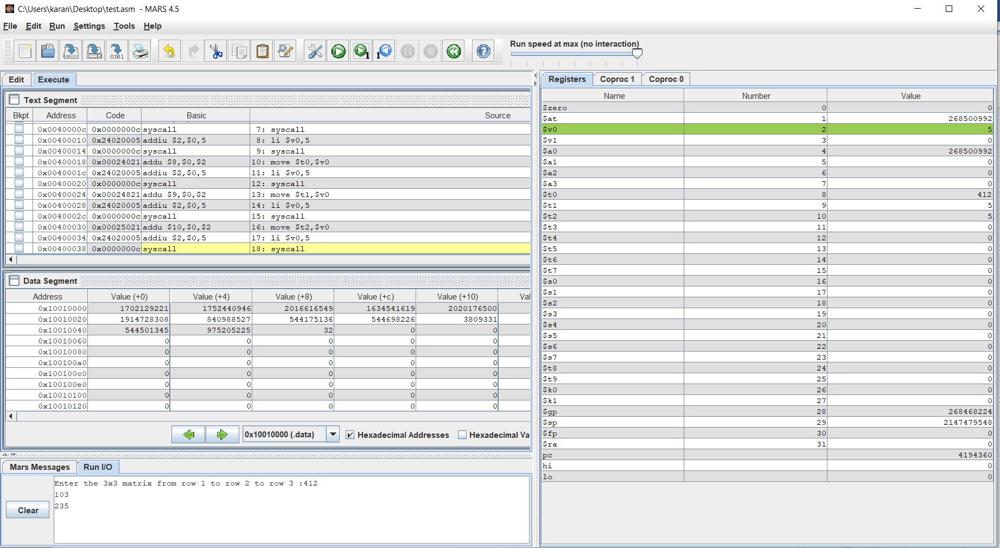 C:\Users\karan\Desktop\test.asm - MARS 4.5
File Edit Run Settings Tools Help
Run speed at max (no interaction)
Edit Execute
Text Segment
Bkpt Address Code Basic Source
0x0040000c 0x0000000c syscall 7: syscall
0x00400010 0x24020005 addiu $2,$0,5 8: li $v0,5
0x00400014 0x0000000c syscall 9: syscall
0x00400018 0x00024021 addu $8,$0,$2 10: move $t0,$v0
0x0040001c 0x24020005 addiu $2,$0,5 11: li $v0,5
0x00400020 0x0000000c syscall 12: syscall
0x00400024 0x00024821 addu $9,$0,$2 13: move $t1,$v0
0x00400028 0x24020005 addiu $2,$0,5 14: li $v0,5
0x0040002c 0x0000000c syscall 15: syscall
0x00400030 0x00025021 addu $10,$0,$2 16: move $t2,$v0
0x00400034 0x24020005 addiu $2,$0,5 17: li $v0,5
0x00400038 0x0000000c syscall 18: syscall
Data Segment
Address Value (+0) Value (+4) Value (+8) Value (+c) Value (+10) Val
0x10010000 1702129221 1752440946 2016616549 1634541619 2020176500
0x10010020 1914728308 840988527 544175136 544698226 3809331
0x10010040 544501345 975205225 32 0 0
0x10010060 0 0 0 0 0
0x10010080 0 0 0 0 0
0x100100a0 0 0 0 0 0
0x100100c0 0 0 0 0 0
0x100100e0 0 0 0 0 0
0x10010100 0 0 0 0 0
0x10010120 0 0 0 0 0
0x10010000 (.data) Hexadecimal Addresses Hexadecimal Va
Mars Messages Run I/O
Clear
Enter the 3x3 matrix from row 1 to row 2 to row 3 :412
103
235
Registers Coproc 1 Coproc 0
Name Number Value
$zero 0 0
$at 1 268500992
$v0 2 5
$v1 3 0
$a0 4 268500992
$a1 5 0
$a2 6 0
$a3 7 0
$t0 8 412
$t1 9 5
$t2 10 5
$t3 11 0
$t4 12 0
$t5 13 0
$t6 14 0
$t7 15 0
$s0 16 0
$s1 17 0
$s2 18 0
$s3 19 0
$s4 20 0
$s5 21 0
$s6 22 0
$s7 23 0
$t8 24 0
$t9 25 0
$k0 26 0
$k1 27 0
$gp 28 268468224
$sp 29 2147479548
$fp 30 0
$ra 31 0
pc 4194360
hi 0
lo 0